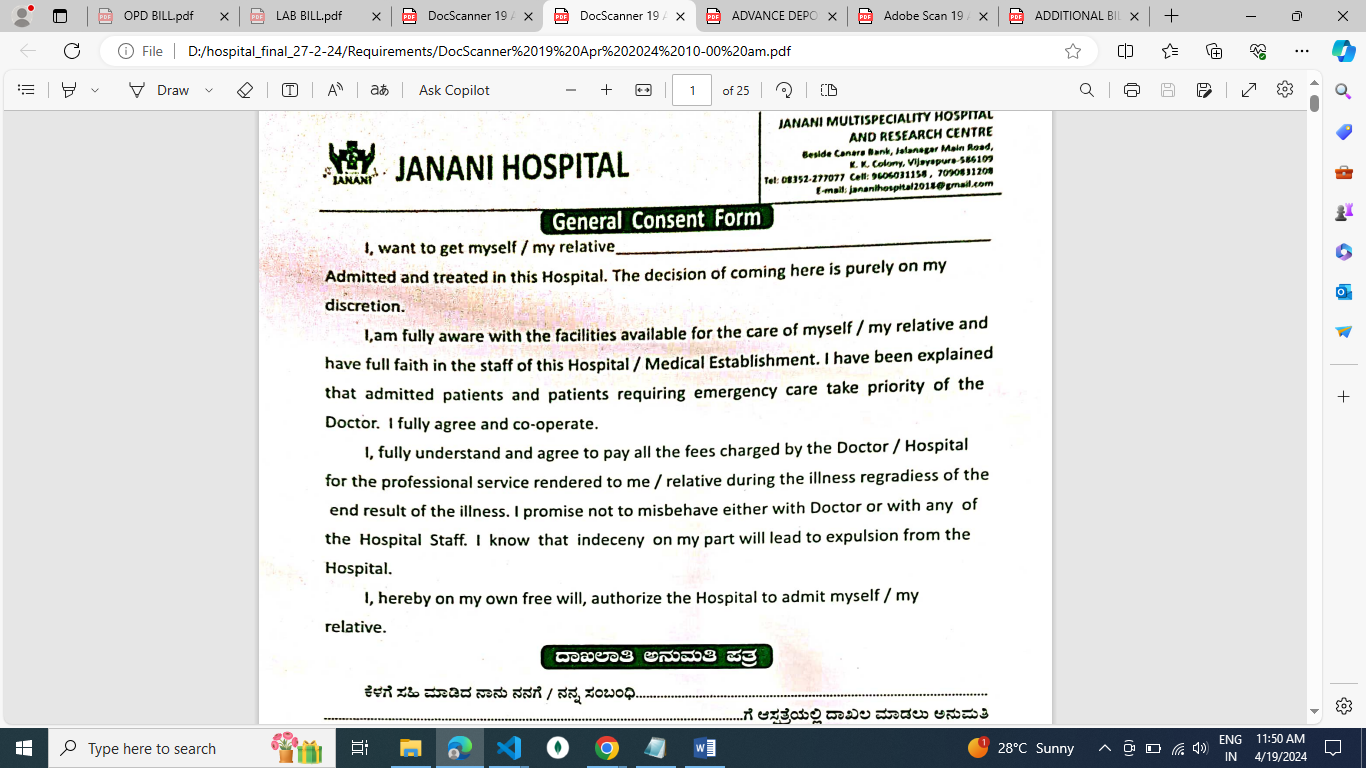 OPD BILL.pdf
LAB BILL.pdf
DocScanner 19 A
DocScanner 19 A
ADVANCE DEPO
Adobe Scan 19 A
ADDITIONAL BIL
File
D:/hospital_final_27-2-24/Requirements/DocScanner%2019%20Apr%202024%2010-00%20am.pdf
Draw
Ask Copilot
1 of 25
JANANI
JANANI HOSPITAL
JANANI MULTISPECIALITY HOSPITAL
AND RESEARCH CENTRE
Beside Canara Bank, Jalanagar Main Road,
K. K. Colony, Vijayapura-586109
Tel: 08352-277077 Cell: 9606031158 , 7090831208
E-mail: jananihospital2018@gmail.com
General Consent Form
I, want to get myself / my relative
Admitted and treated in this Hospital. The decision of coming here is purely on my
discretion.
I,am fully aware with the facilities available for the care of myself / my relative and
have full faith in the staff of this Hospital / Medical Establishment. I have been explained
that admitted patients and patients requiring emergency care take priority of the
Doctor. I fully agree and co-operate.
I, fully understand and agree to pay all the fees charged by the Doctor / Hospital
for the professional service rendered to me / relative during the illness regradiess of the
end result of the illness. I promise not to misbehave either with Doctor or with any of
the Hospital Staff. I know that indeceny on my part will lead to expulsion from the
Hospital.
I, hereby on my own free will, authorize the Hospital to admit myself / my
relative.
ದಾಖಲಾತಿ ಅನುಮತಿ ಪತ್ರ
ಕೆಳಗೆ ಸಹಿ ಮಾಡಿದ ನಾನು ನನಗೆ / ನನ್ನ ಸಂಬಂಧಿ
ಗೆ ಆಸ್ಪತ್ರೆಯಲ್ಲಿ ದಾಖಲ ಮಾಡಲು ಅನುಮತಿ
Type here to search
28°C Sunny
ENG
IN
11:50 AM
4/19/2024